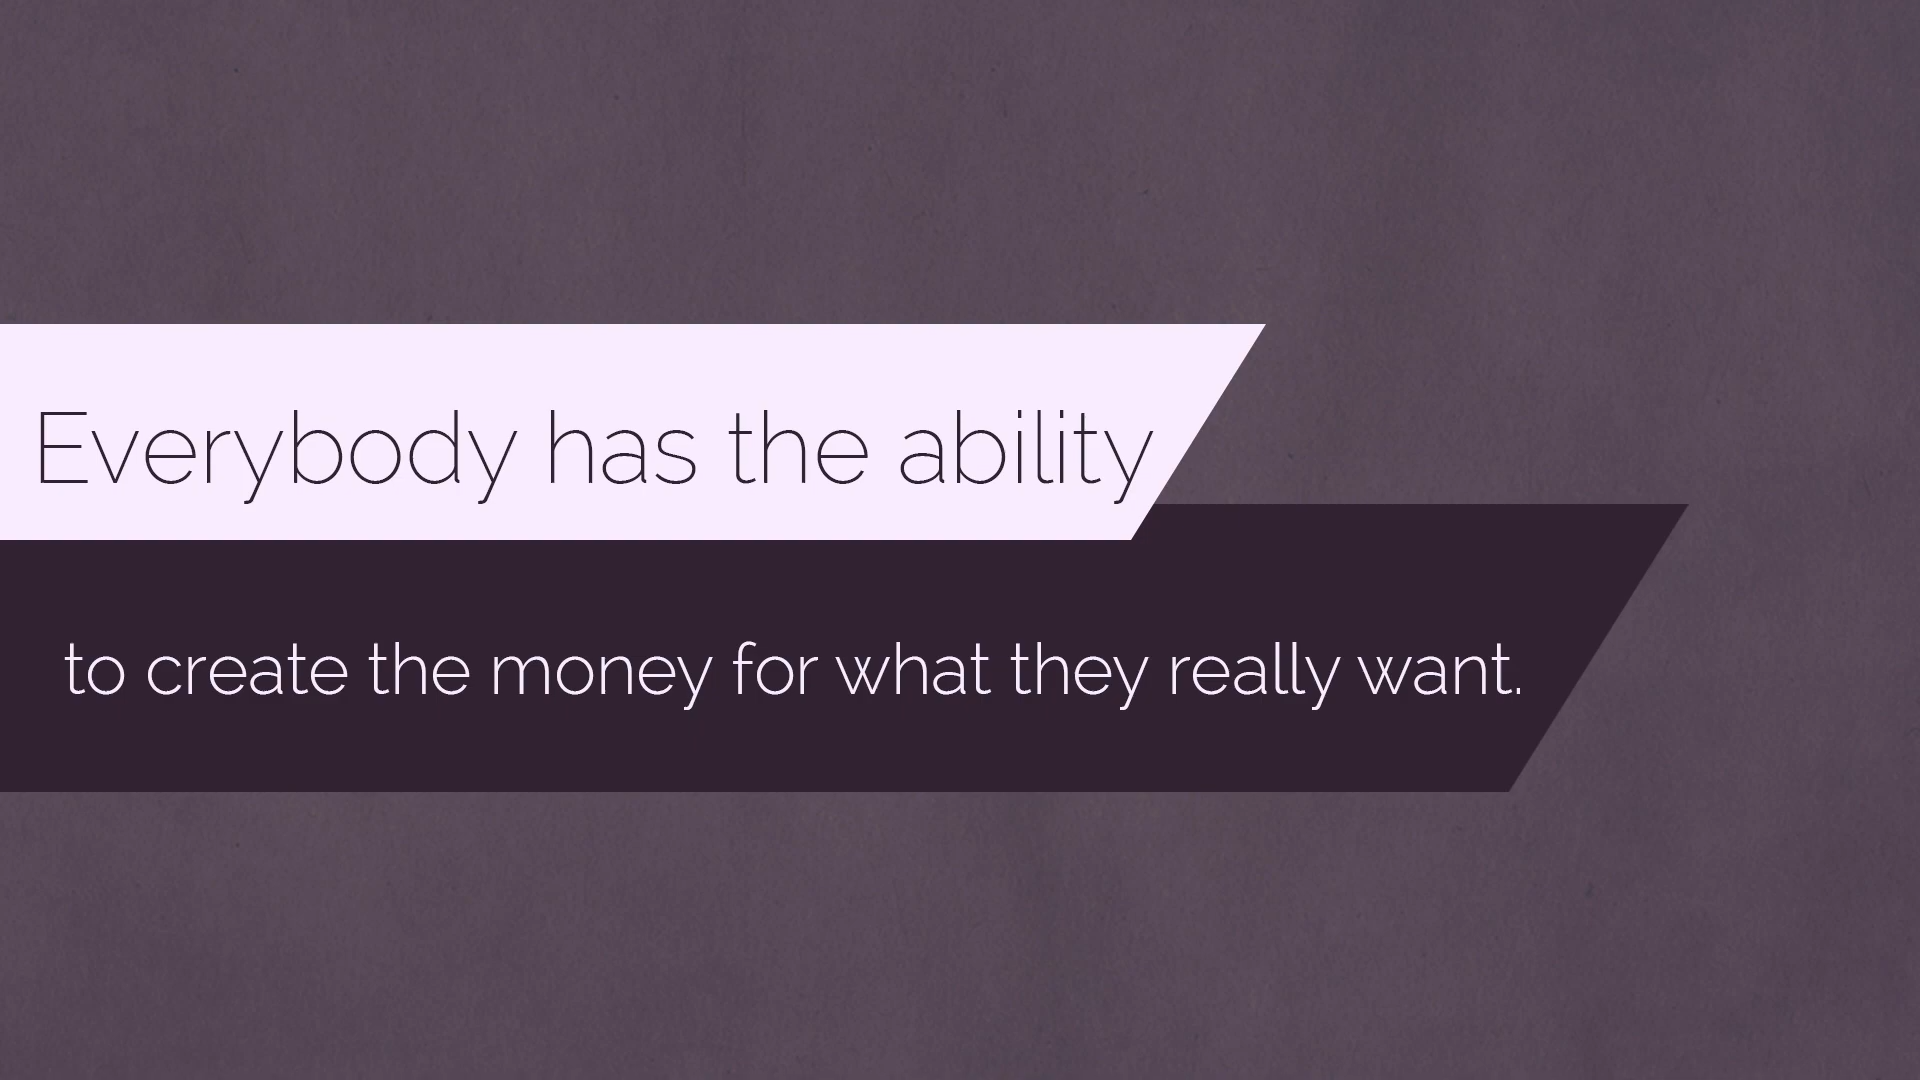 Everybody has the ability
to create the money for what they really want.